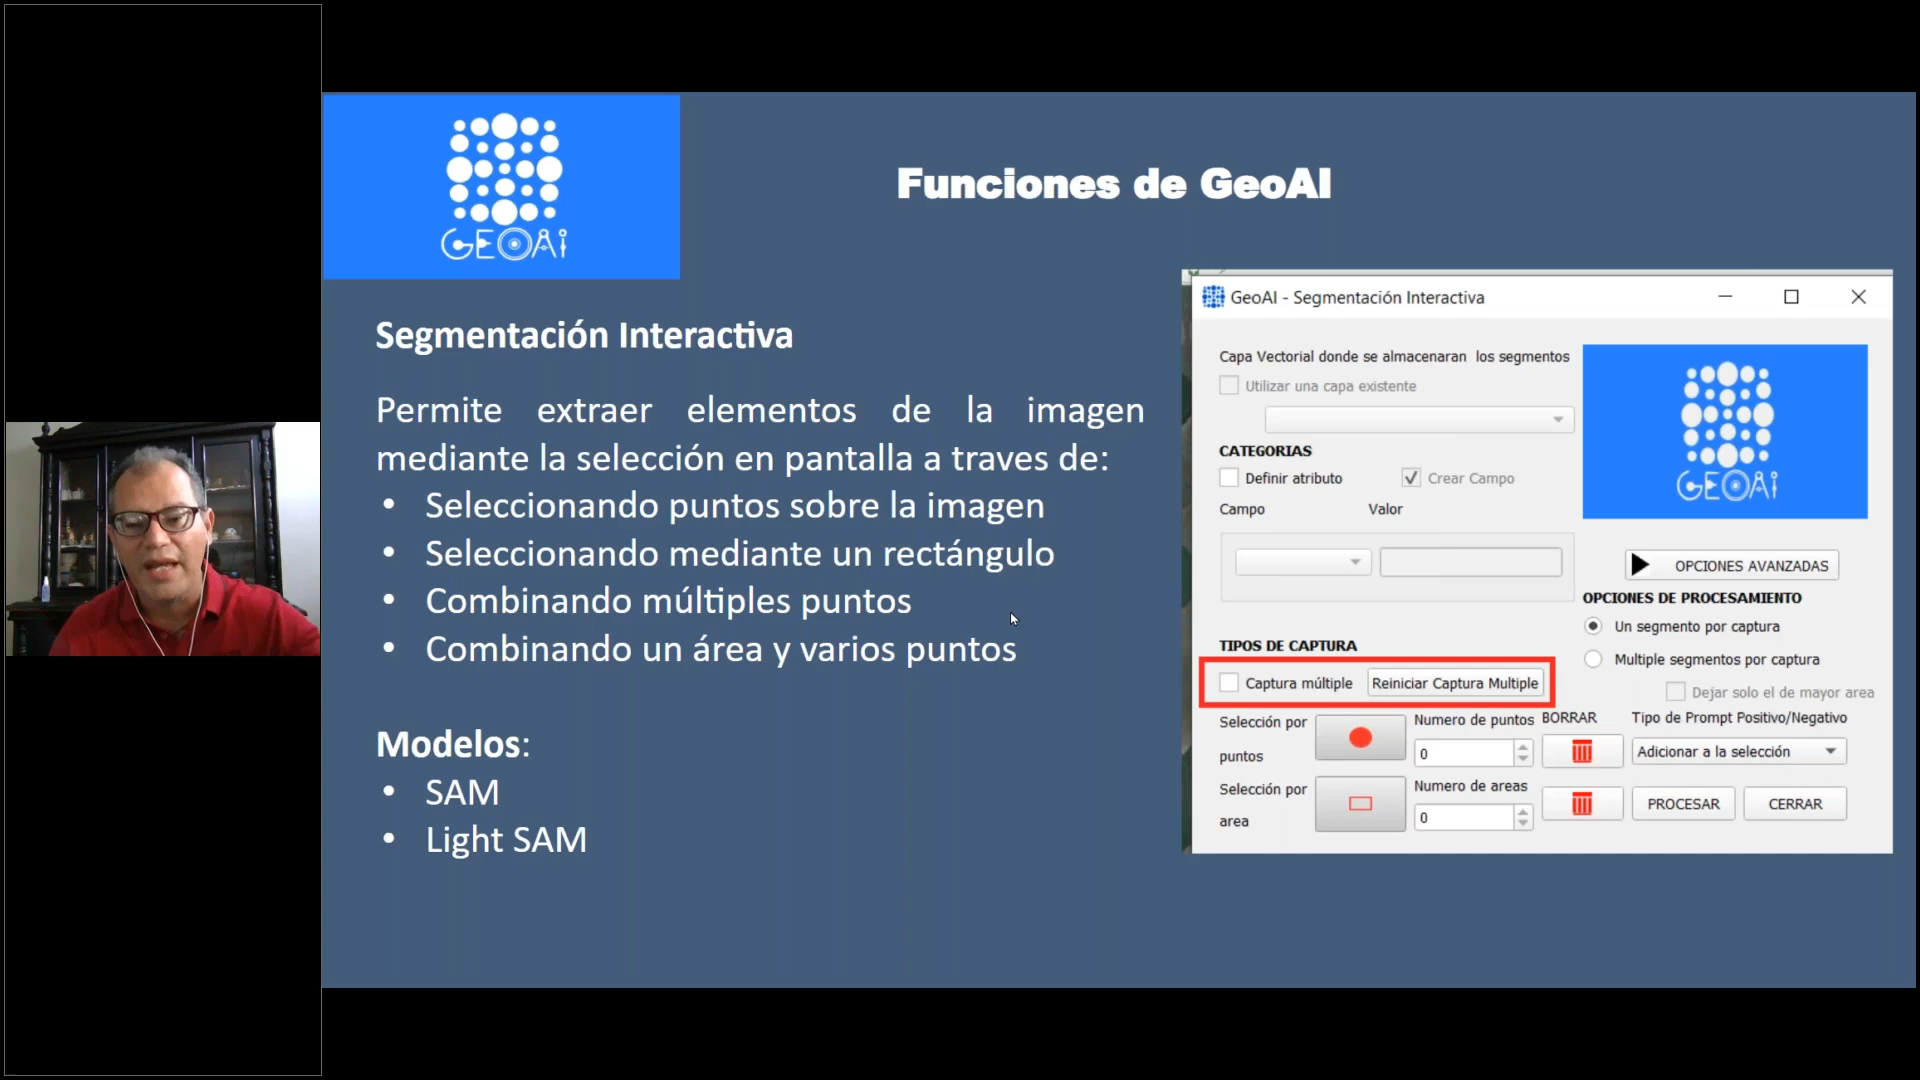 GEOAi
Funciones de GeoAI
Segmentación Interactiva
Permite extraer elementos de la imagen
mediante la selección en pantalla a traves de:
• Seleccionando puntos sobre la imagen
• Seleccionando mediante un rectángulo
• Combinando múltiples puntos
• Combinando un área y varios puntos
Modelos:
• SAM
• Light SAM
GeoAI - Segmentación Interactiva
Capa Vectorial donde se almacenaran los segmentos
Utilizar una capa existente
CATEGORIAS
Definir atributo
Crear Campo
Campo
Valor
GEOAi
OPCIONES AVANZADAS
OPCIONES DE PROCESAMIENTO
Un segmento por captura
Multiple segmentos por captura
Dejar solo el de mayor area
TIPOS DE CAPTURA
Captura múltiple
Reiniciar Captura Multiple
Selección por
puntos
Numero de puntos
0
BORRAR
Tipo de Prompt Positivo/Negativo
Adicionar a la selección
Selección por
area
Numero de areas
0
PROCESAR
CERRAR